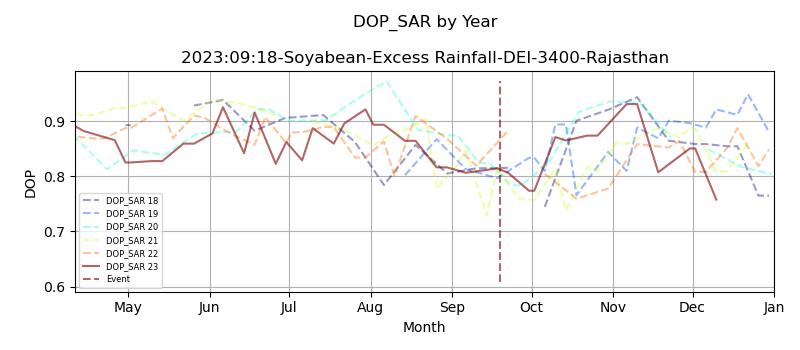 DOP_SAR by Year
2023:09:18-Soyabean-Excess Rainfall-DEI-3400-Rajasthan
DOP
0.9
0.8
0.7
0.6
DOP_SAR 18
DOP_SAR 19
DOP_SAR 20
DOP_SAR 21
DOP_SAR 22
DOP_SAR 23
Event
May Jun Jul Aug Sep Oct Nov Dec Jan
Month